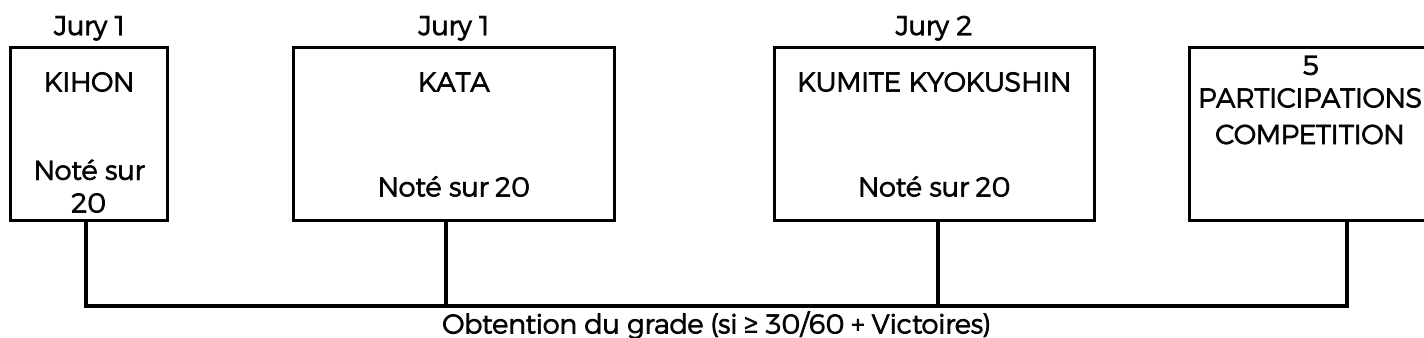 Jury 1
KIHON
Noté sur
20
Jury 1
KATA
Noté sur 20
Jury 2
KUMITE KYOKUSHIN
Noté sur 20
5
PARTICIPATIONS
COMPETITION
Obtention du grade (si ≥ 30/60 + Victoires)